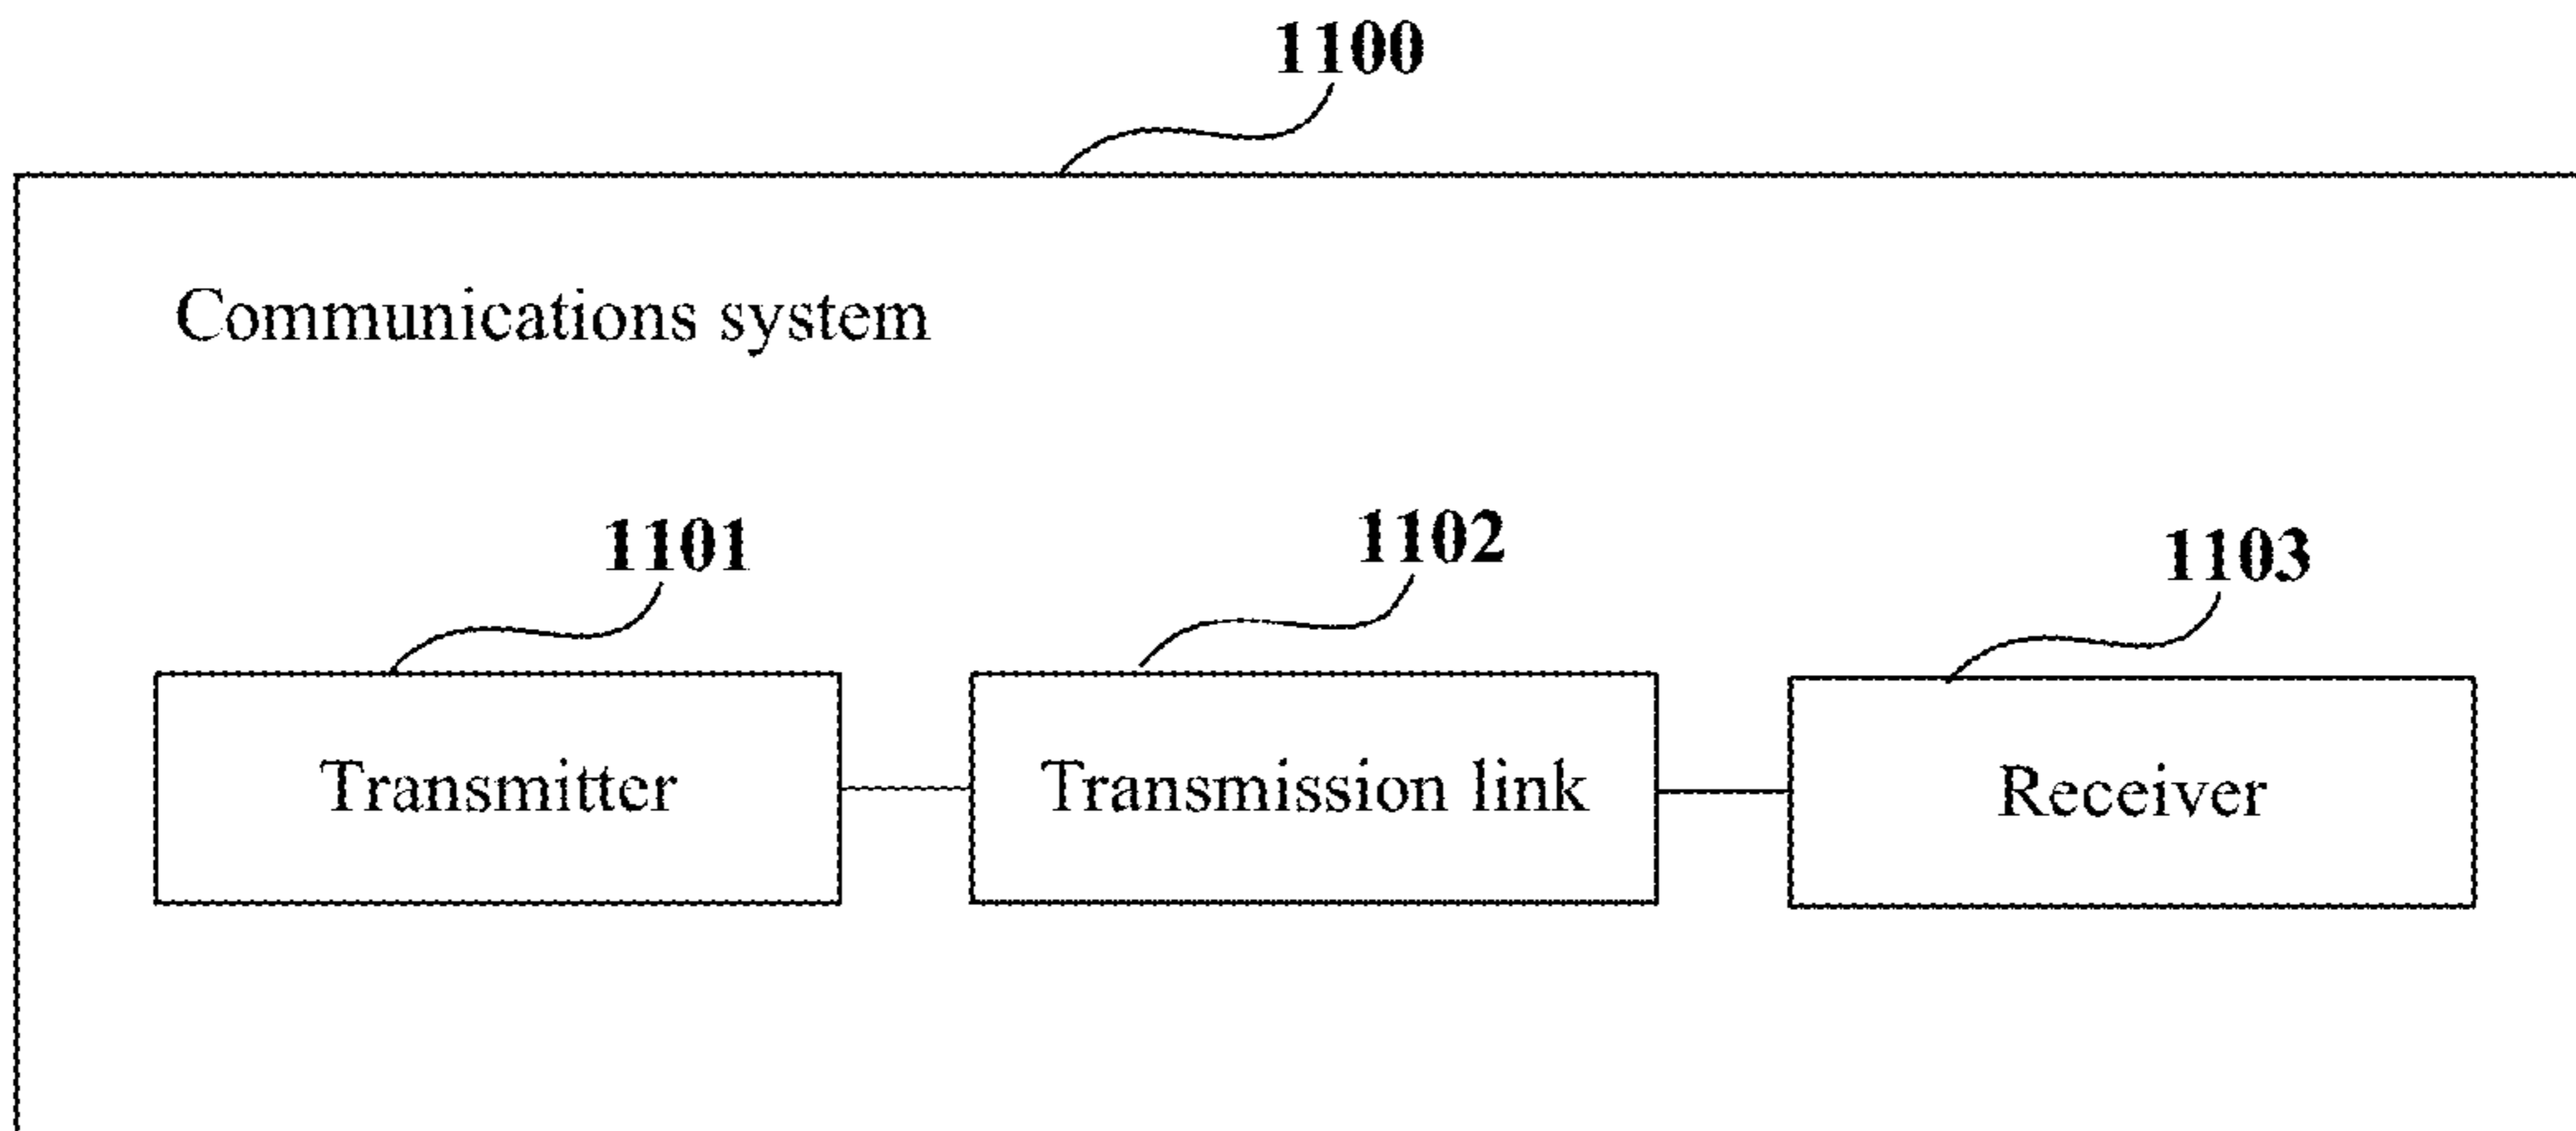 1100
Communications system
1101
1102
1103
Transmitter
Transmission link
Receiver